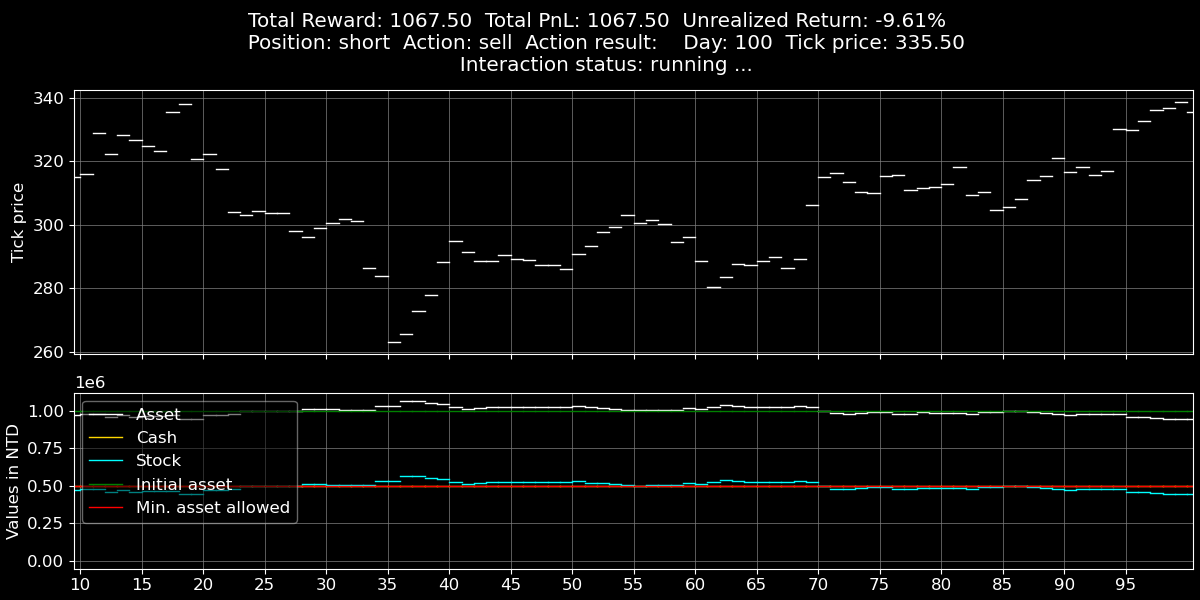 Total Reward: 1067.50  Total PnL: 1067.50  Unrealized Return: -9.61%
Position: short  Action: sell  Action result:    Day: 100  Tick price: 335.50
Interaction status: running ...
340
320
300
280
260
Tick price
1e6
1.00
0.75
0.50
0.25
0.00
Values in NTD
Asset
Cash
Stock
Initial asset
Min. asset allowed
10 15 20 25 30 35 40 45 50 55 60 65 70 75 80 85 90 95